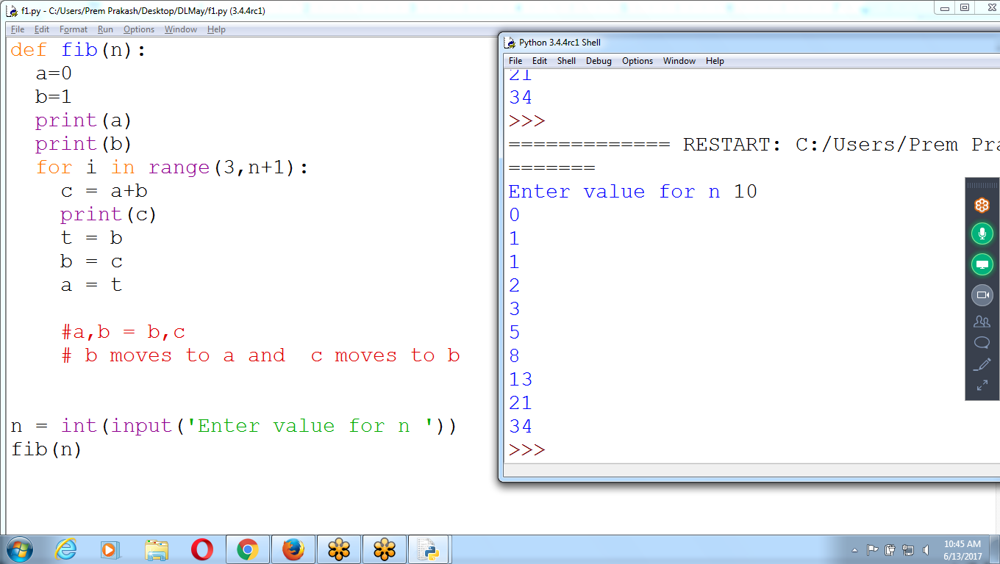 f1.py - C:/Users/Prem Prakash/Desktop/DLMay/f1.py (3.4.4rc1)
File Edit Format Run Options Window Help
def fib(n):
  a=0
  b=1
  print(a)
  print(b)
  for i in range(3,n+1):
    c = a+b
    print(c)
    t = b
    b = c
    a = t
    #a,b = b,c
    # b moves to a and  c moves to b
n = int(input('Enter value for n '))
fib(n)
Python 3.4.4rc1 Shell
File Edit Shell Debug Options Window Help
21
34
>>>
============= RESTART: C:/Users/Prem
=======
Enter value for n 10
0
1
1
2
3
5
8
13
21
34
>>>
10:45 AM
6/13/2017